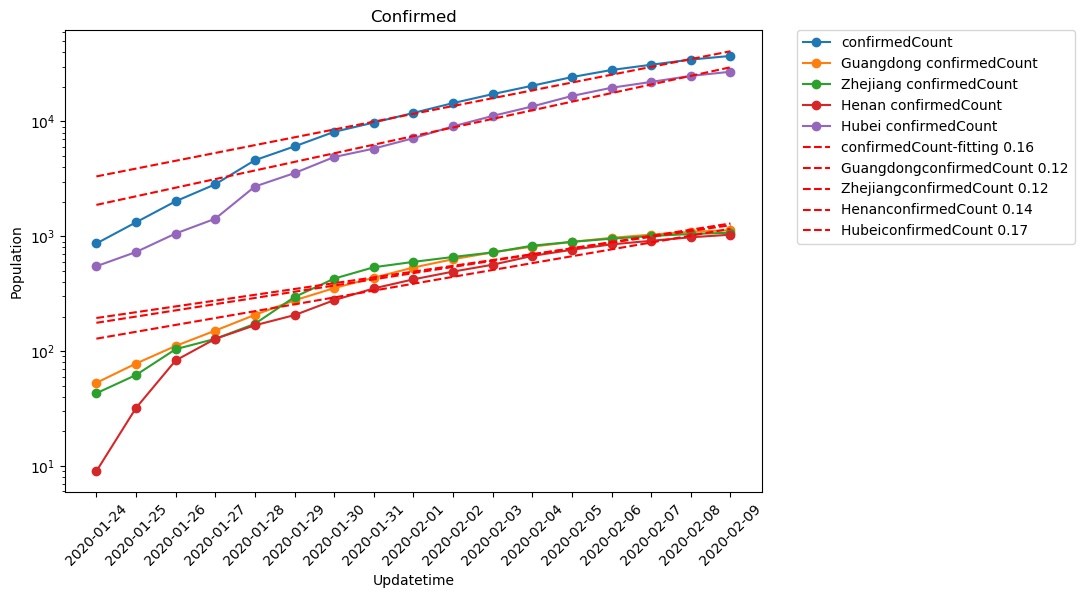 Confirmed
Population
10^4
10^3
10^2
10^1
2020-01-24
2020-01-25
2020-01-26
2020-01-27
2020-01-28
2020-01-29
2020-01-30
2020-01-31
2020-02-01
2020-02-02
2020-02-03
2020-02-04
2020-02-05
2020-02-06
2020-02-07
2020-02-08
2020-02-09
Updatetime
confirmedCount
Guangdong confirmedCount
Zhejiang confirmedCount
Henan confirmedCount
Hubei confirmedCount
confirmedCount-fitting 0.16
GuangdongconfirmedCount 0.12
ZhejiangconfirmedCount 0.12
HenanconfirmedCount 0.14
HubeiconfirmedCount 0.17